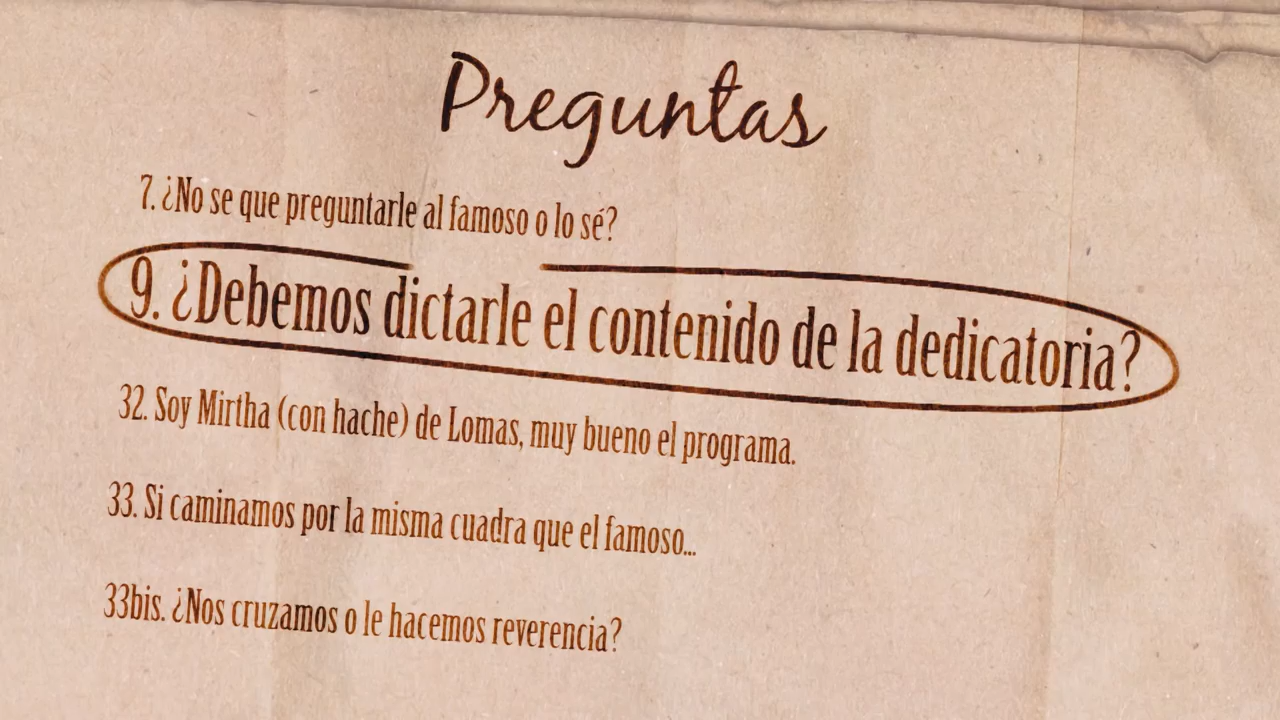 Preguntas
7. ¿No se que preguntarle al famoso o lo sé?
9. ¿Debemos dictarle el contenido de la dedicatoria?
32. Soy Mirtha (con hache) de Lomas, muy bueno el programa.
33. Si caminamos por la misma cuadra que el famoso...
33bis. ¿Nos cruzamos o le hacemos reverencia?